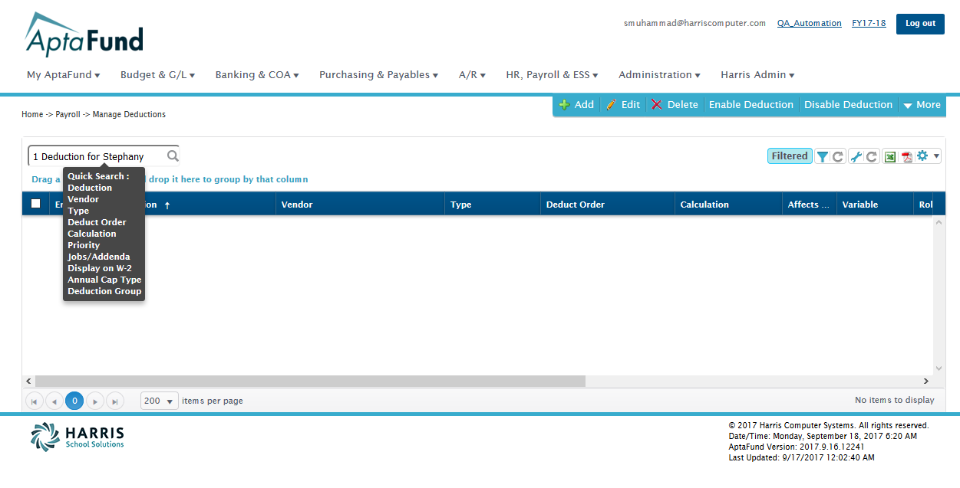 AptaFund
smuhammad@harriscomputer.com QA_Automation FY17-18 Log out
My AptaFund Budget & G/L Banking & COA Purchasing & Payables A/R HR, Payroll & ESS Administration Harris Admin
Add Edit Delete Enable Deduction Disable Deduction More
Home -> Payroll -> Manage Deductions
1 Deduction for Stephany
Filtered
Drag a
drop it here to group by that column
Quick Search :
Deduction
Vendor
Type
Deduct Order
Calculation
Priority
Jobs/Addenda
Display on W-2
Annual Cap Type
Deduction Group
Vendor Type Deduct Order Calculation Affects ... Variable Rol
0 200 items per page No items to display
HARRIS
School Solutions
© 2017 Harris Computer Systems. All rights reserved.
Date/Time: Monday, September 18, 2017 6:20 AM
AptaFund Version: 2017.9.16.12241
Last Updated: 9/17/2017 12:02:40 AM